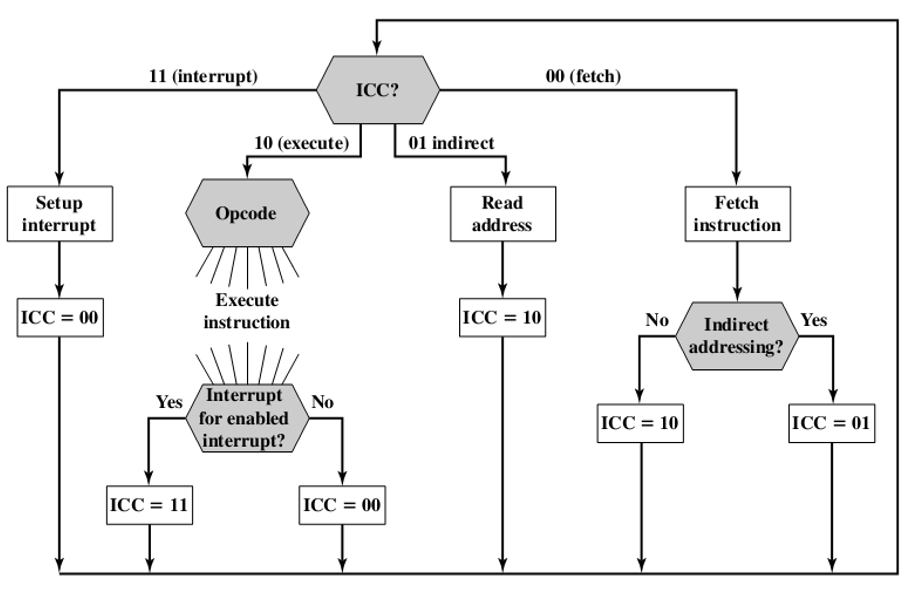 ICC?
11 (interrupt)
00 (fetch)
10 (execute)
01 indirect
Setup
interrupt
Opcode
Read
address
Fetch
instruction
ICC = 00
Execute
instruction
ICC = 10
No
Indirect
addressing?
Yes
Yes
Interrupt
for enabled
interrupt?
No
ICC = 10
ICC = 01
ICC = 11
ICC = 00